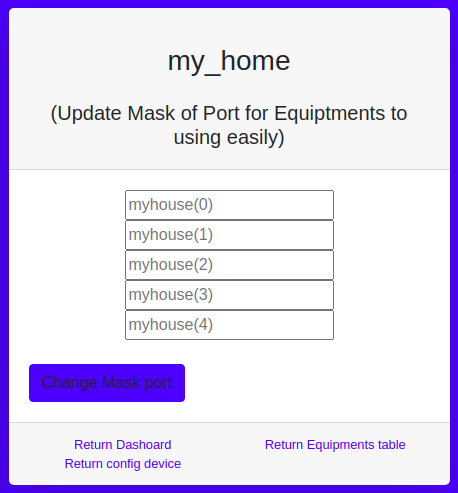 my_home
(Update Mask of Port for Equiptments to
using easily)
myhouse(0)
myhouse(1)
myhouse(2)
myhouse(3)
myhouse(4)
Change Mask port
Return Dashoard
Return Equipments table
Return config device